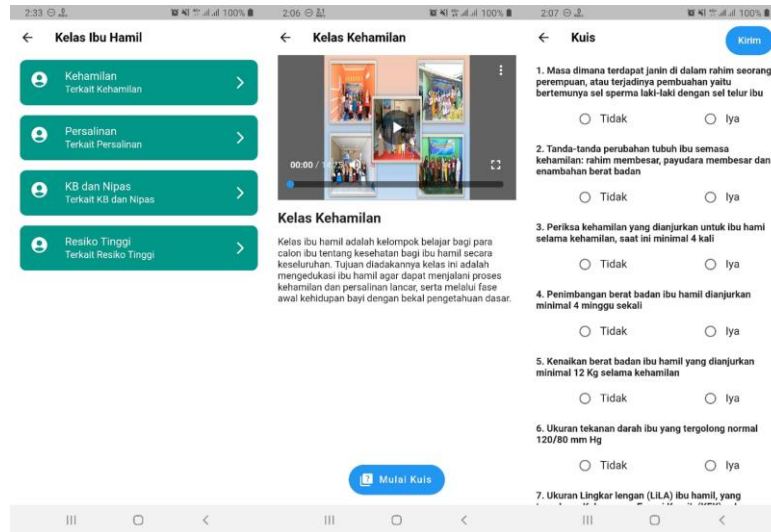 2:33
100%
Kelas Ibu Hamil
Kehamilan
Terkait Kehamilan
Persalinan
Terkait Persalinan
KB dan Nipas
Terkait KB dan Nipas
Resiko Tinggi
Terkait Resiko Tinggi
2:06
100%
Kelas Kehamilan
00:00 /
Kelas Kehamilan
Kelas ibu hamil adalah kelompok belajar bagi para
calon ibu tentang kesehatan bagi ibu hamil secara
keseluruhan. Tujuan diadakannya kelas ini adalah
mengedukasi ibu hamil agar dapat menjalani proses
kehamilan dan persalinan lancar, serta melalui fase
awal kehidupan bayi dengan bekal pengetahuan dasar.
Mulai Kuis
2:07
100%
Kuis
Kirim
1. Masa dimana terdapat janin di dalam rahim seorang
perempuan, atau terjadinya pembuahan yaitu
bertemunya sel sperma laki-laki dengan sel telur ibu
Tidak Iya
2. Tanda-tanda perubahan tubuh ibu semasa
kehamilan: rahim membesar, payudara membesar dan
enambahan berat badan
Tidak Iya
3. Periksa kehamilan yang dianjurkan untuk ibu hami
selama kehamilan, saat ini minimal 4 kali
Tidak Iya
4. Penimbangan berat badan ibu hamil dianjurkan
minimal 4 minggu sekali
Tidak Iya
5. Kenaikan berat badan ibu hamil yang dianjurkan
minimal 12 Kg selama kehamilan
Tidak Iya
6. Ukuran tekanan darah ibu yang tergolong normal
120/80 mm Hg
Tidak Iya
7. Ukuran Lingkar lengan (LiLA) ibu hamil, yang